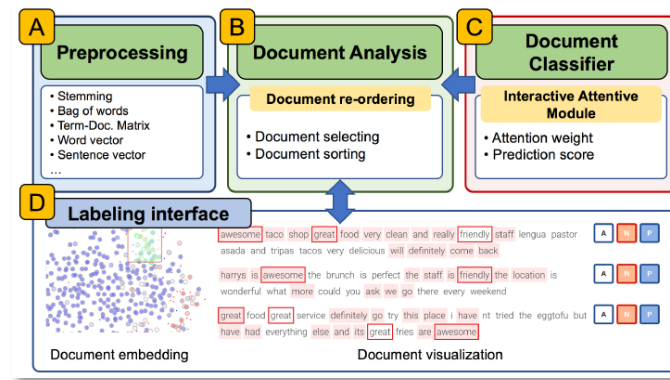 A
Preprocessing
• Stemming
• Bag of words
• Term-Doc. Matrix
• Word vector
• Sentence vector
...
B
Document Analysis
Document re-ordering
• Document selecting
• Document sorting
C
Document
Classifier
Interactive Attentive
Module
• Attention weight
• Prediction score
D
Labeling interface
awesome taco shop great food very clean and really friendly staff lengua pastor
asada and tripas tacos very delicious will definitely come back
A N P
harrys is awesome the brunch is perfect the staff is friendly the location is
wonderful what more could you ask we go there every weekend
A N P
great food great service definitely go try this place i have nt tried the eggtofu but
have had everything else and its great fries are awesome
A N P
Document embedding
Document visualization